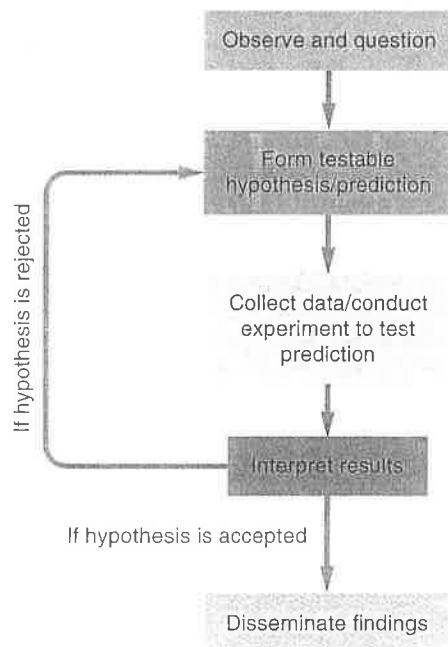 Observe and question
Form testable
hypothesis/prediction
If hypothesis is rejected
Collect data/conduct
experiment to test
prediction
Interpret results
If hypothesis is accepted
Disseminate findings